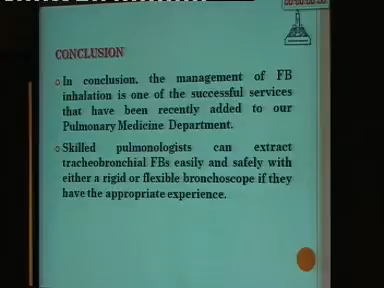 CONCLUSION
In conclusion, the management of FB
inhalation is one of the successful services
that have been recently added to our
Pulmonary Medicine Department.
Skilled pulmonologists can extract
tracheobronchial FBs easily and safely with
either a rigid or flexible bronchoscope if they
have the appropriate experience.